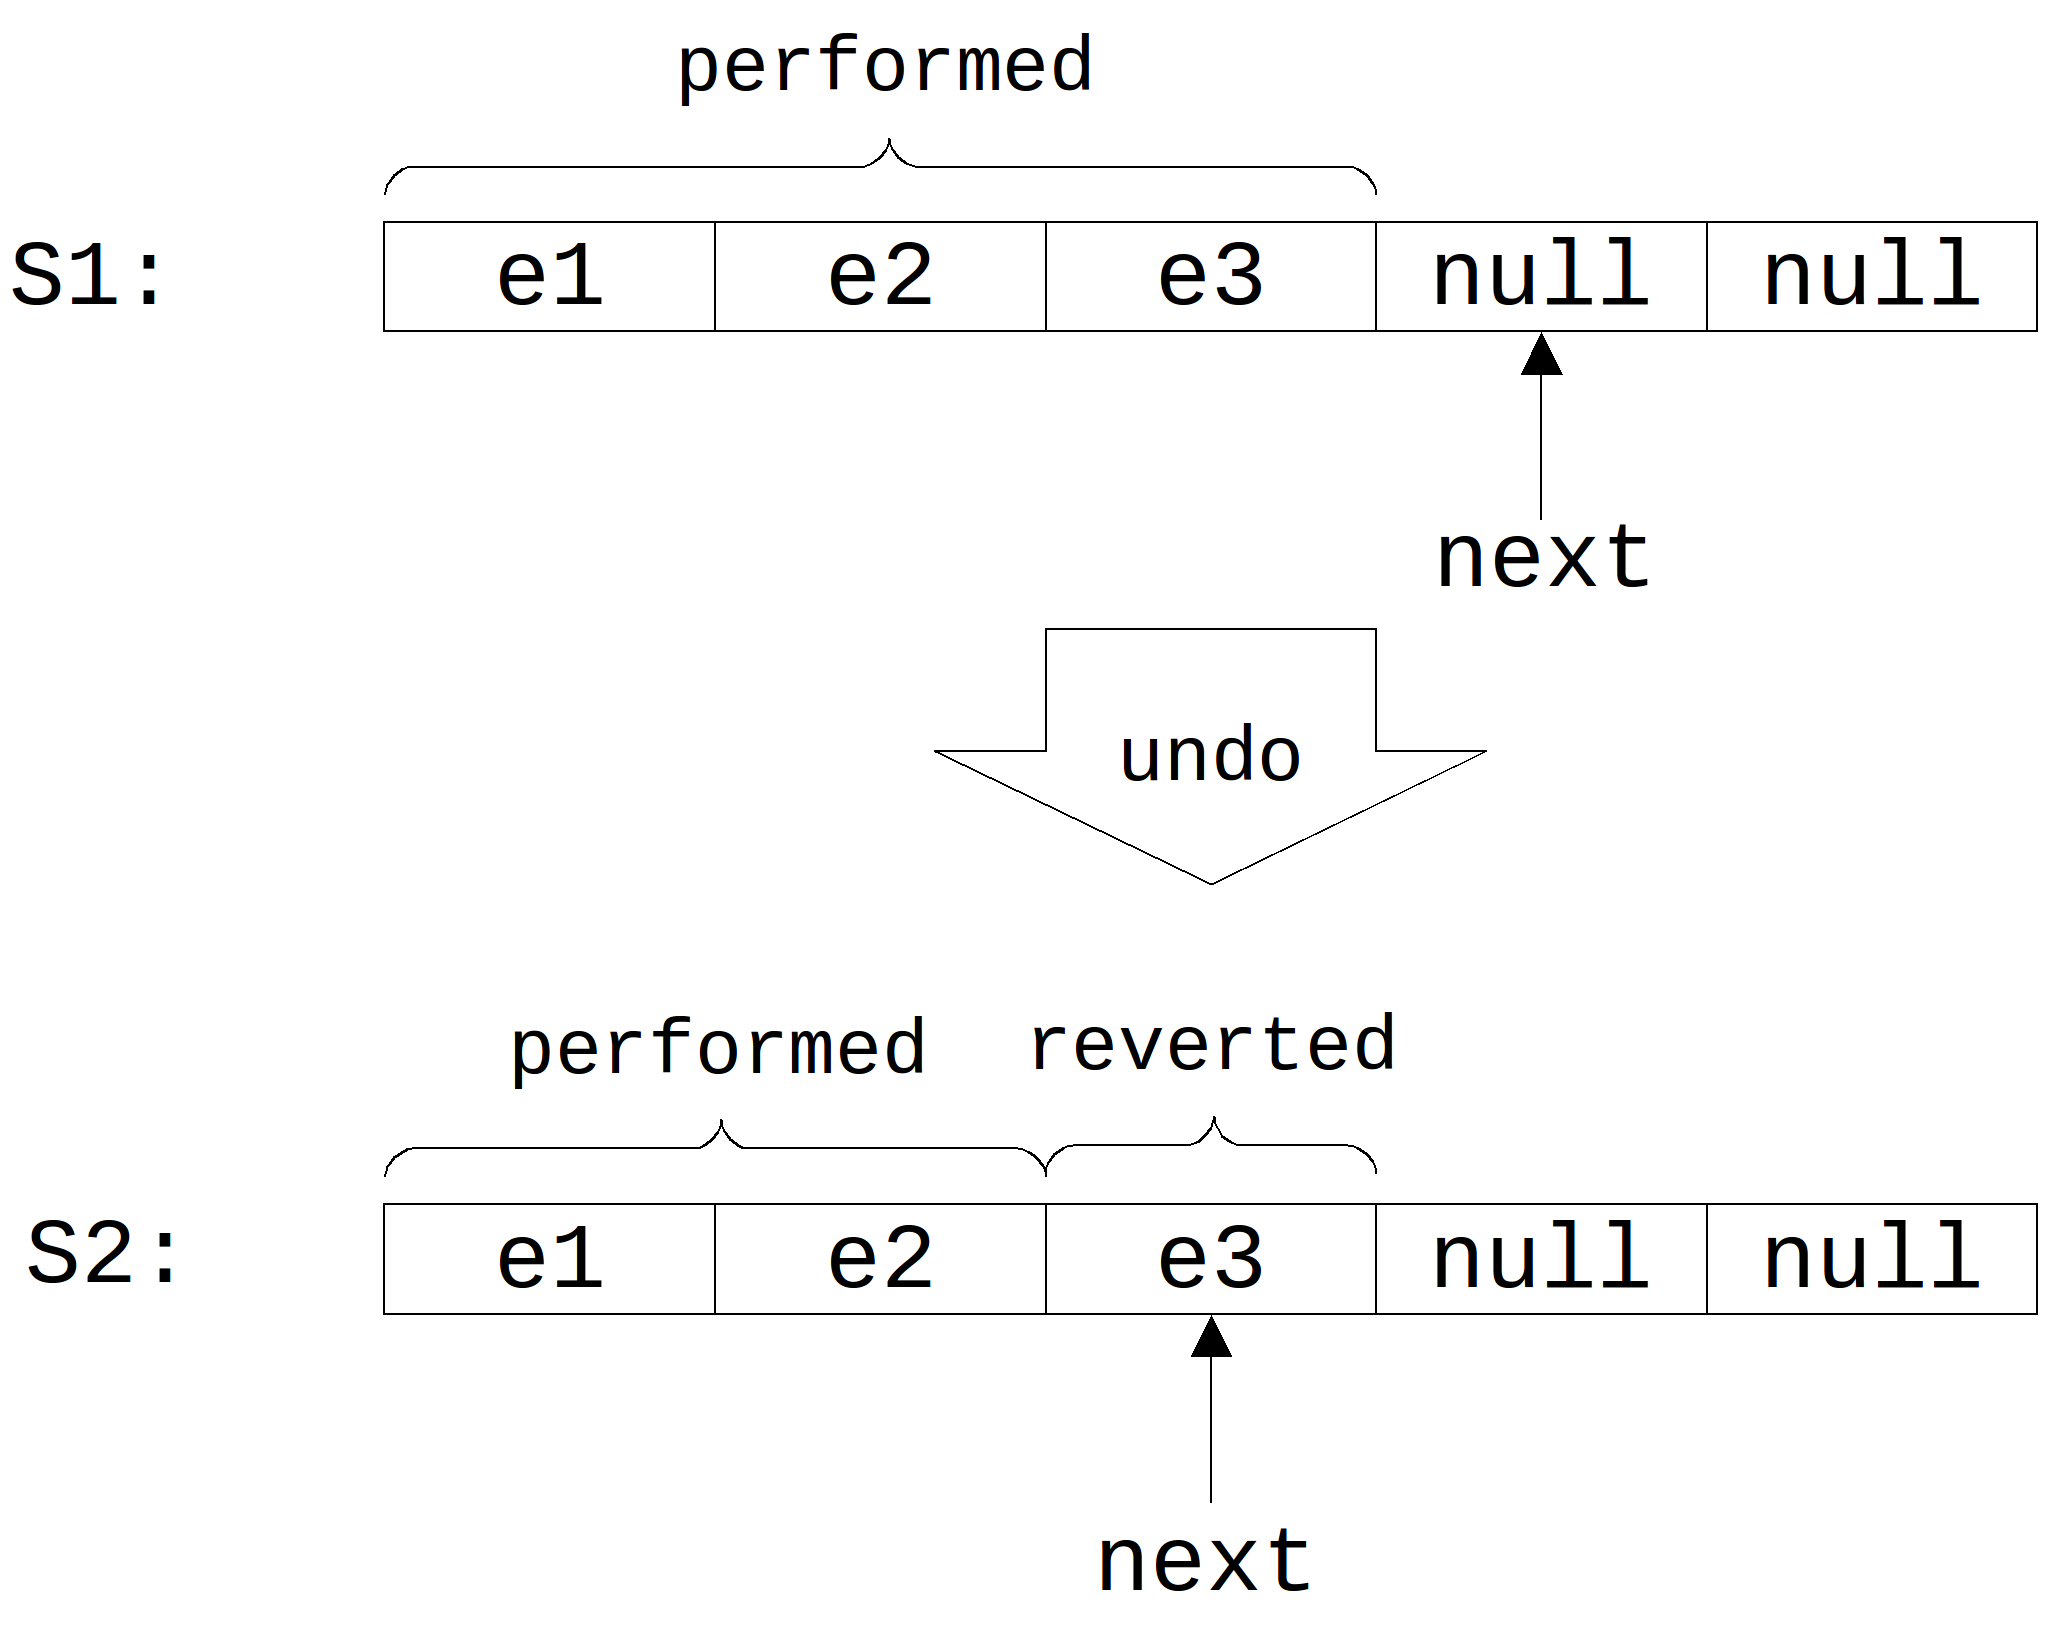 performed
S1: e1 e2 e3 null null
next
undo
performed reverted
S2: e1 e2 e3 null null
next